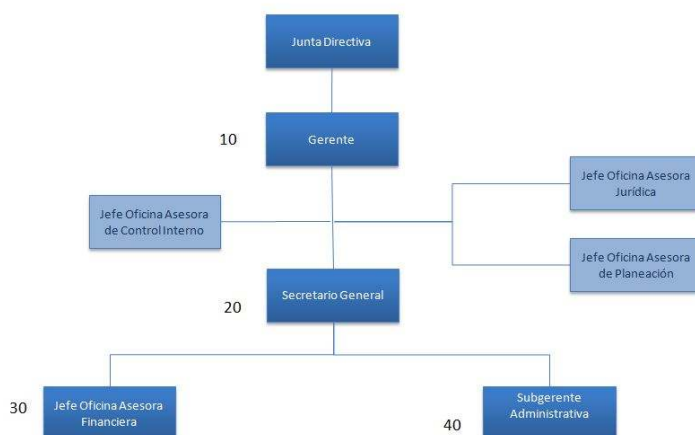 Junta Directiva
10
Gerente
Jefe Oficina Asesora
Jurídica
Jefe Oficina Asesora
de Control Interno
Jefe Oficina Asesora
de Planeación
Secretario General
20
30
Jefe Oficina Asesora
Financiera
40
Subgerente
Administrativa